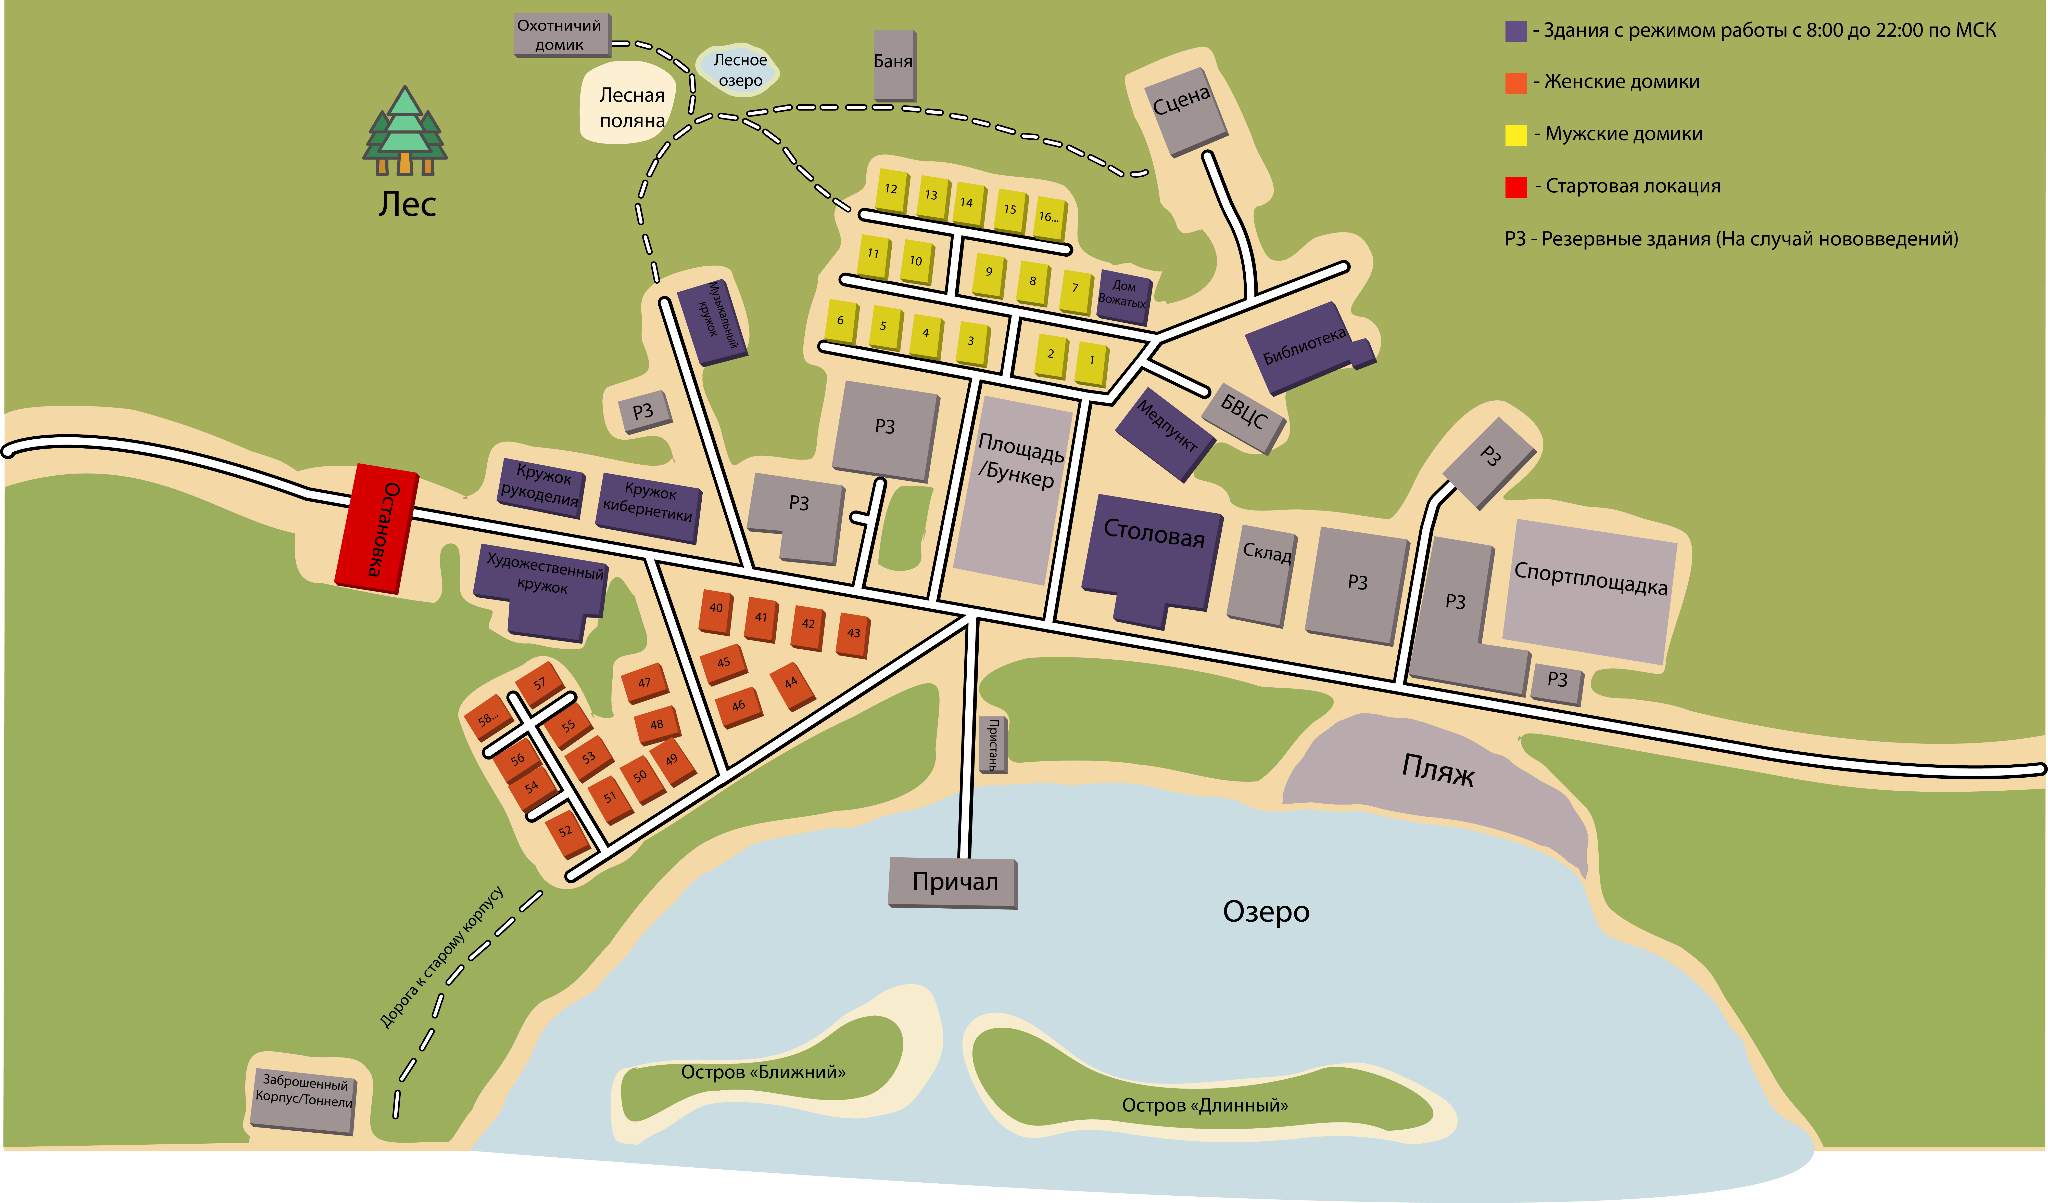 Охотничий
домик
Лесная
поляна
Лесное
озеро
Баня
Сцена
- Здания с режимом работы с 8:00 до 22:00 по МСК
- Женские домики
- Мужские домики
- Стартовая локация
РЗ - Резервные здания (На случай нововведений)
Лес
12
13
14
15
16...
11
10
9
8
7
Дом
Вожатых
6
5
4
3
2
1
Музыкальный
кружок
Библиотека
РЗ
РЗ
Площадь
/Бункер
Медпункт
БВЦС
РЗ
Остановка
Кружок
рукоделия
Кружок
кибернетики
РЗ
Столовая
Склад
РЗ
РЗ
Спортплощадка
РЗ
Художественный
кружок
40
41
42
43
45
44
46
47
48
49
50
51
57
58...
55
56
53
54
52
Пристань
Пляж
Причал
Озеро
Дорога к старому корпусу
Заброшенный
Корпус/Тоннели
Остров «Ближний»
Остров «Длинный»